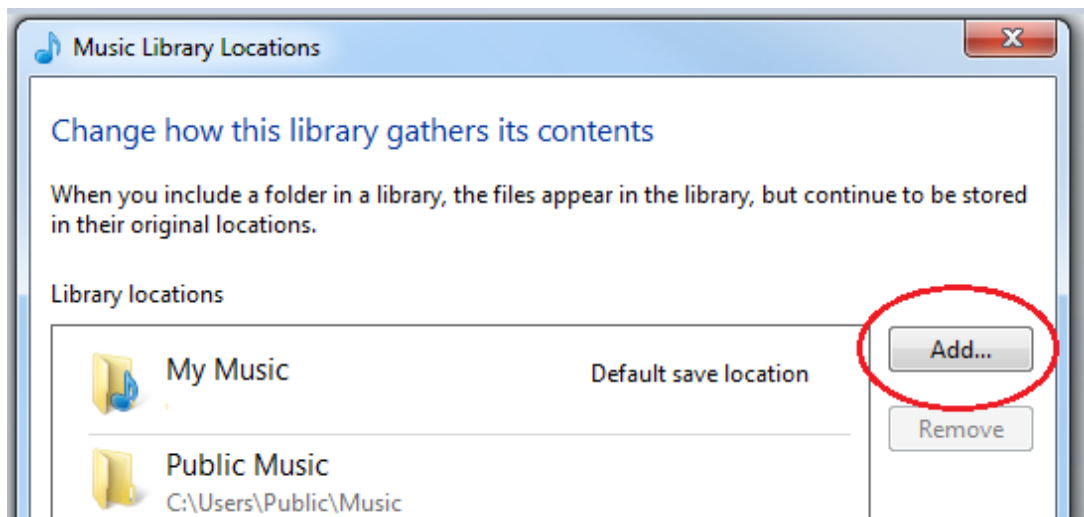 Music Library Locations
x
Change how this library gathers its contents
When you include a folder in a library, the files appear in the library, but continue to be stored
in their original locations.
Library locations
My Music
Default save location
Add...
Remove
Public Music
C:\Users\Public\Music